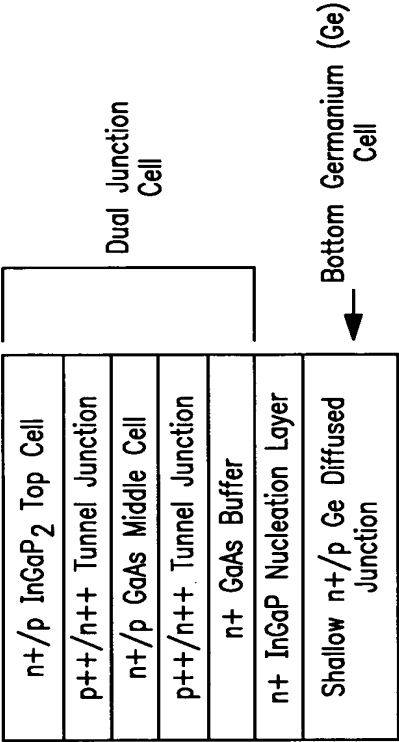 n+/p InGaP2 Top Cell
p++/n++ Tunnel Junction
n+/p GaAs Middle Cell
p++/n++ Tunnel Junction
n+ GaAs Buffer
n+ InGaP Nucleation Layer
Shallow n+/p Ge Diffused
Junction
Dual Junction
Cell
Bottom Germanium (Ge)
Cell